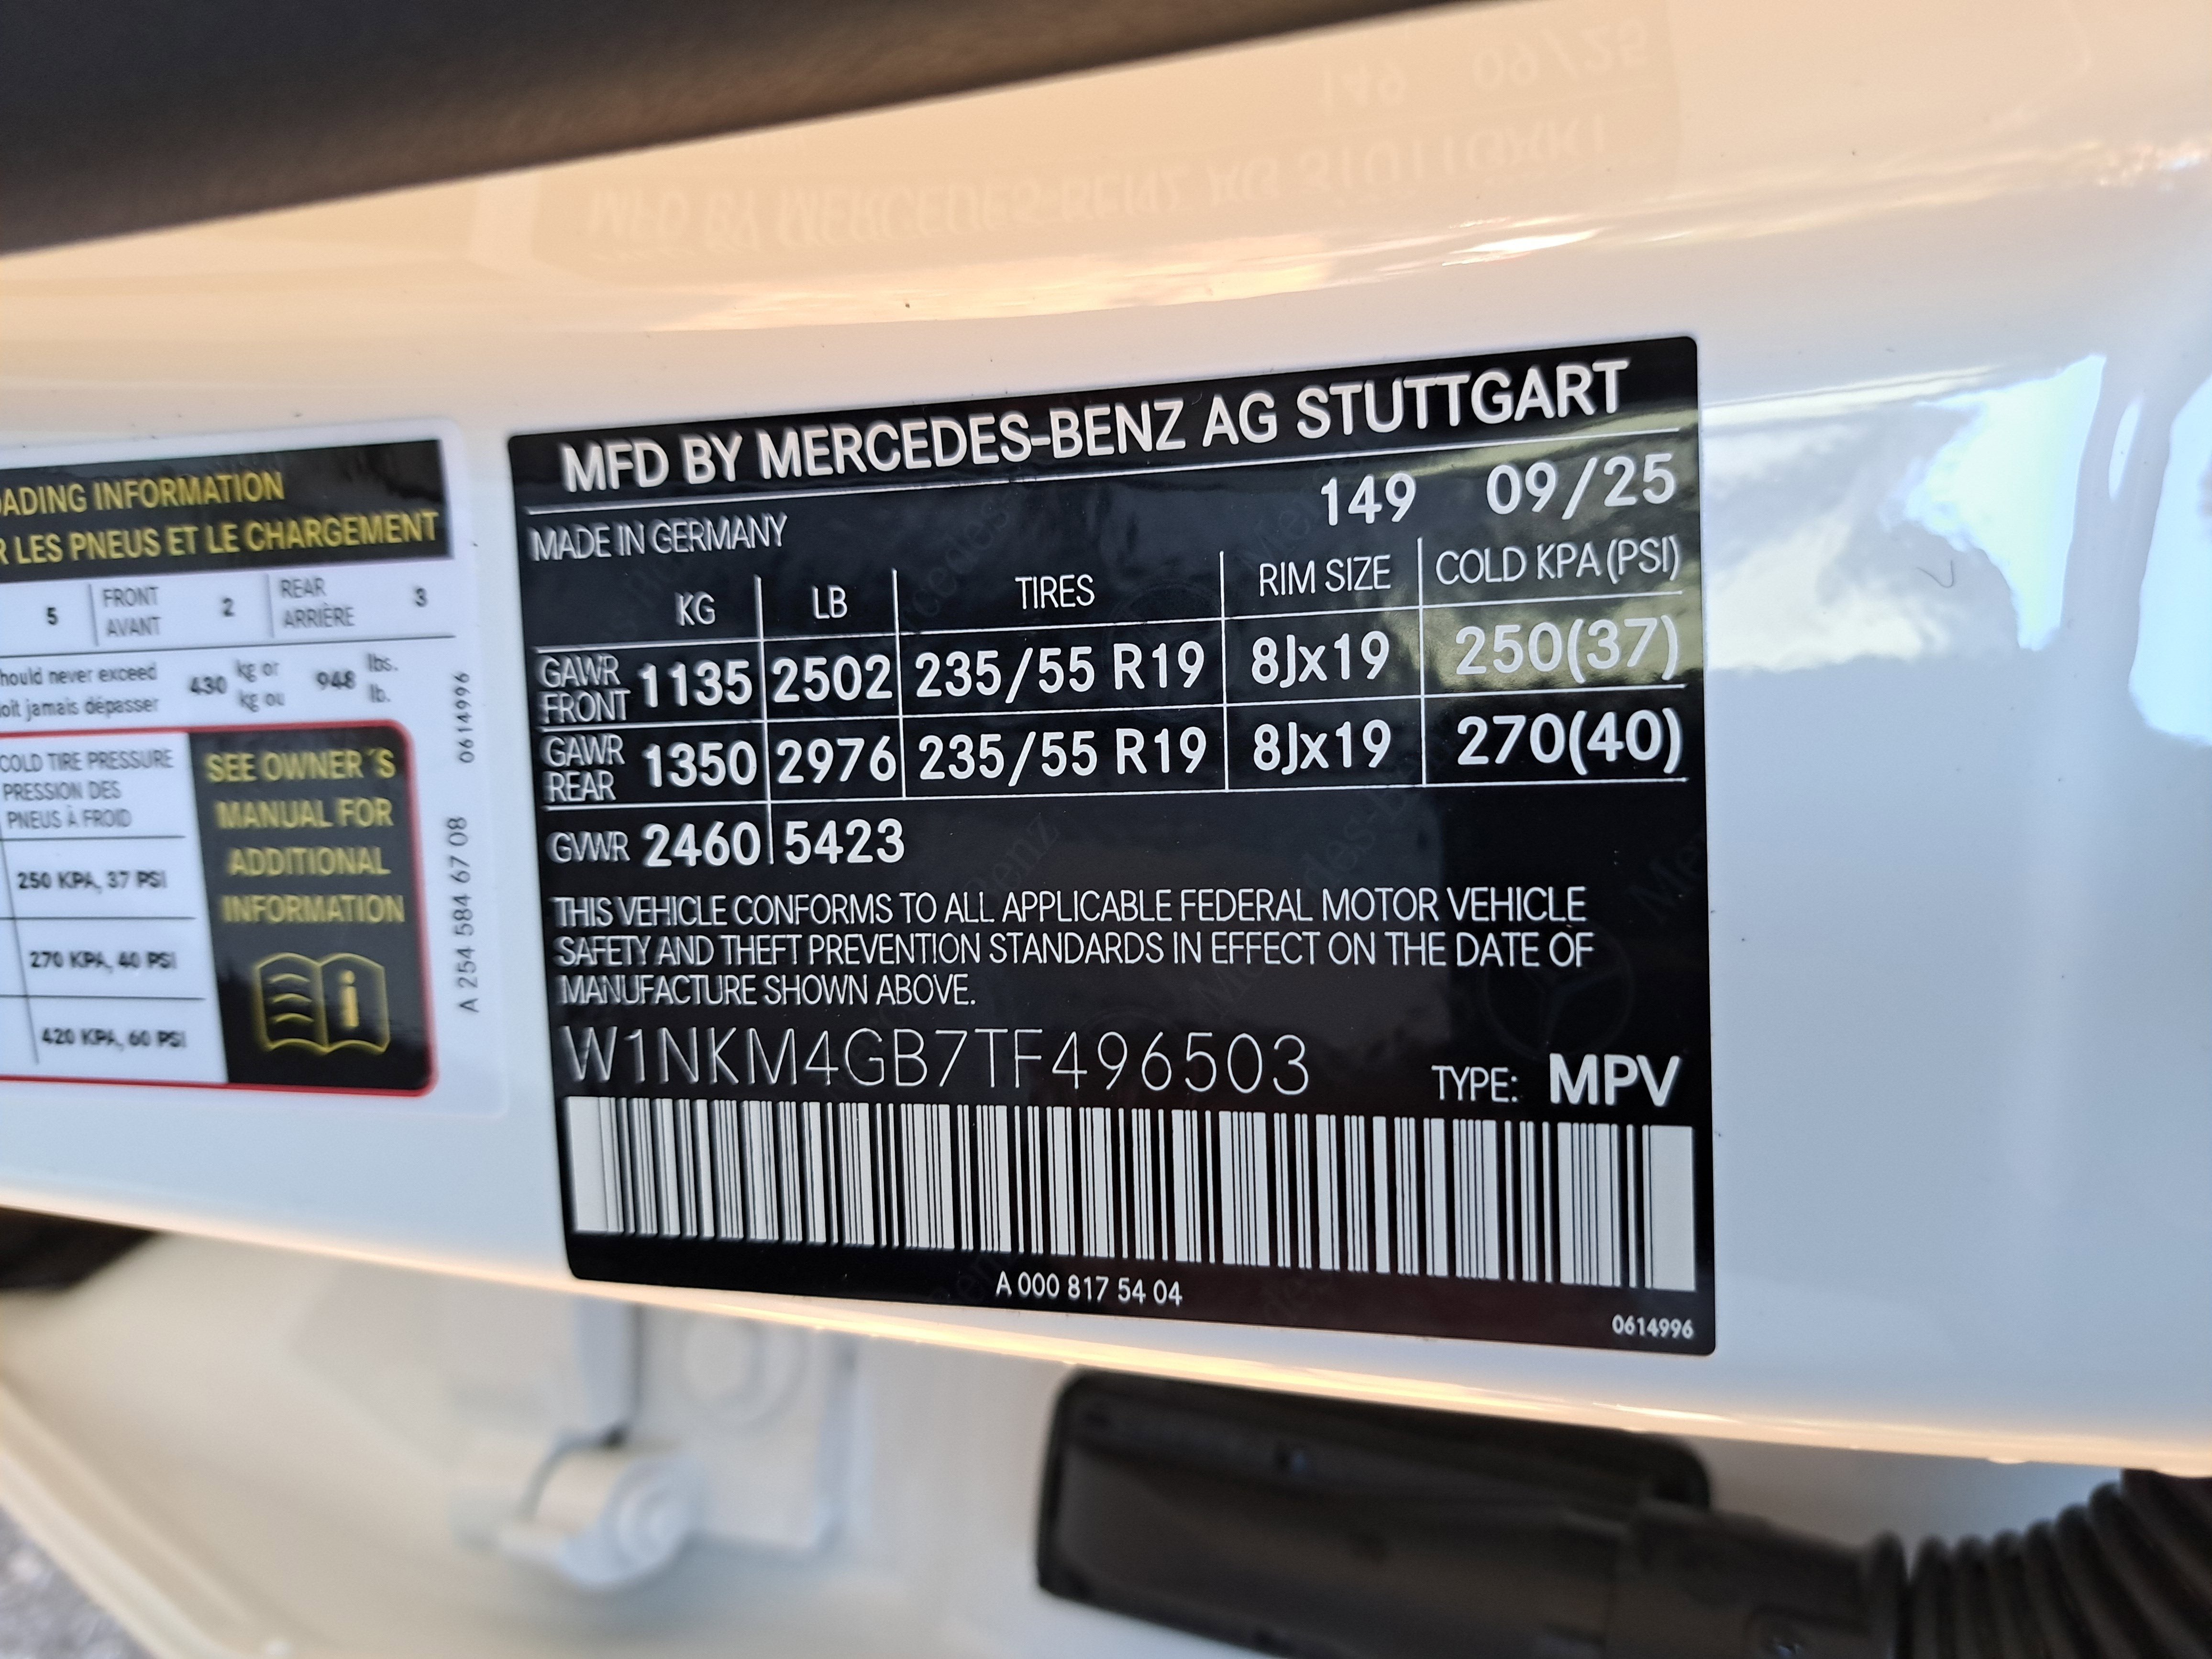 ADING INFORMATION
R LES PNEUS ET LE CHARGEMENT
5 FRONT AVANT 2 REAR ARRIÈRE 3
hould never exceed 430 kg or 948 lbs.
oit jamais dépasser kg ou lb.
COLD TIRE PRESSURE
PRESSION DES
PNEUS À FROID
250 KPA, 37 PSI
270 KPA, 40 PSI
420 KPA, 60 PSI
SEE OWNER´S
MANUAL FOR
ADDITIONAL
INFORMATION
A 254 584 67 08 0614996
MFD BY MERCEDES-BENZ AG STUTTGART
149 09/25
MADE IN GERMANY
KG LB TIRES RIM SIZE COLD KPA (PSI)
GAWR FRONT 1135 2502 235/55 R19 8Jx19 250(37)
GAWR REAR 1350 2976 235/55 R19 8Jx19 270(40)
GVWR 2460 5423
THIS VEHICLE CONFORMS TO ALL APPLICABLE FEDERAL MOTOR VEHICLE
SAFETY AND THEFT PREVENTION STANDARDS IN EFFECT ON THE DATE OF
MANUFACTURE SHOWN ABOVE.
W1NKM4GB7TF496503 TYPE: MPV
A 000 817 54 04
0614996